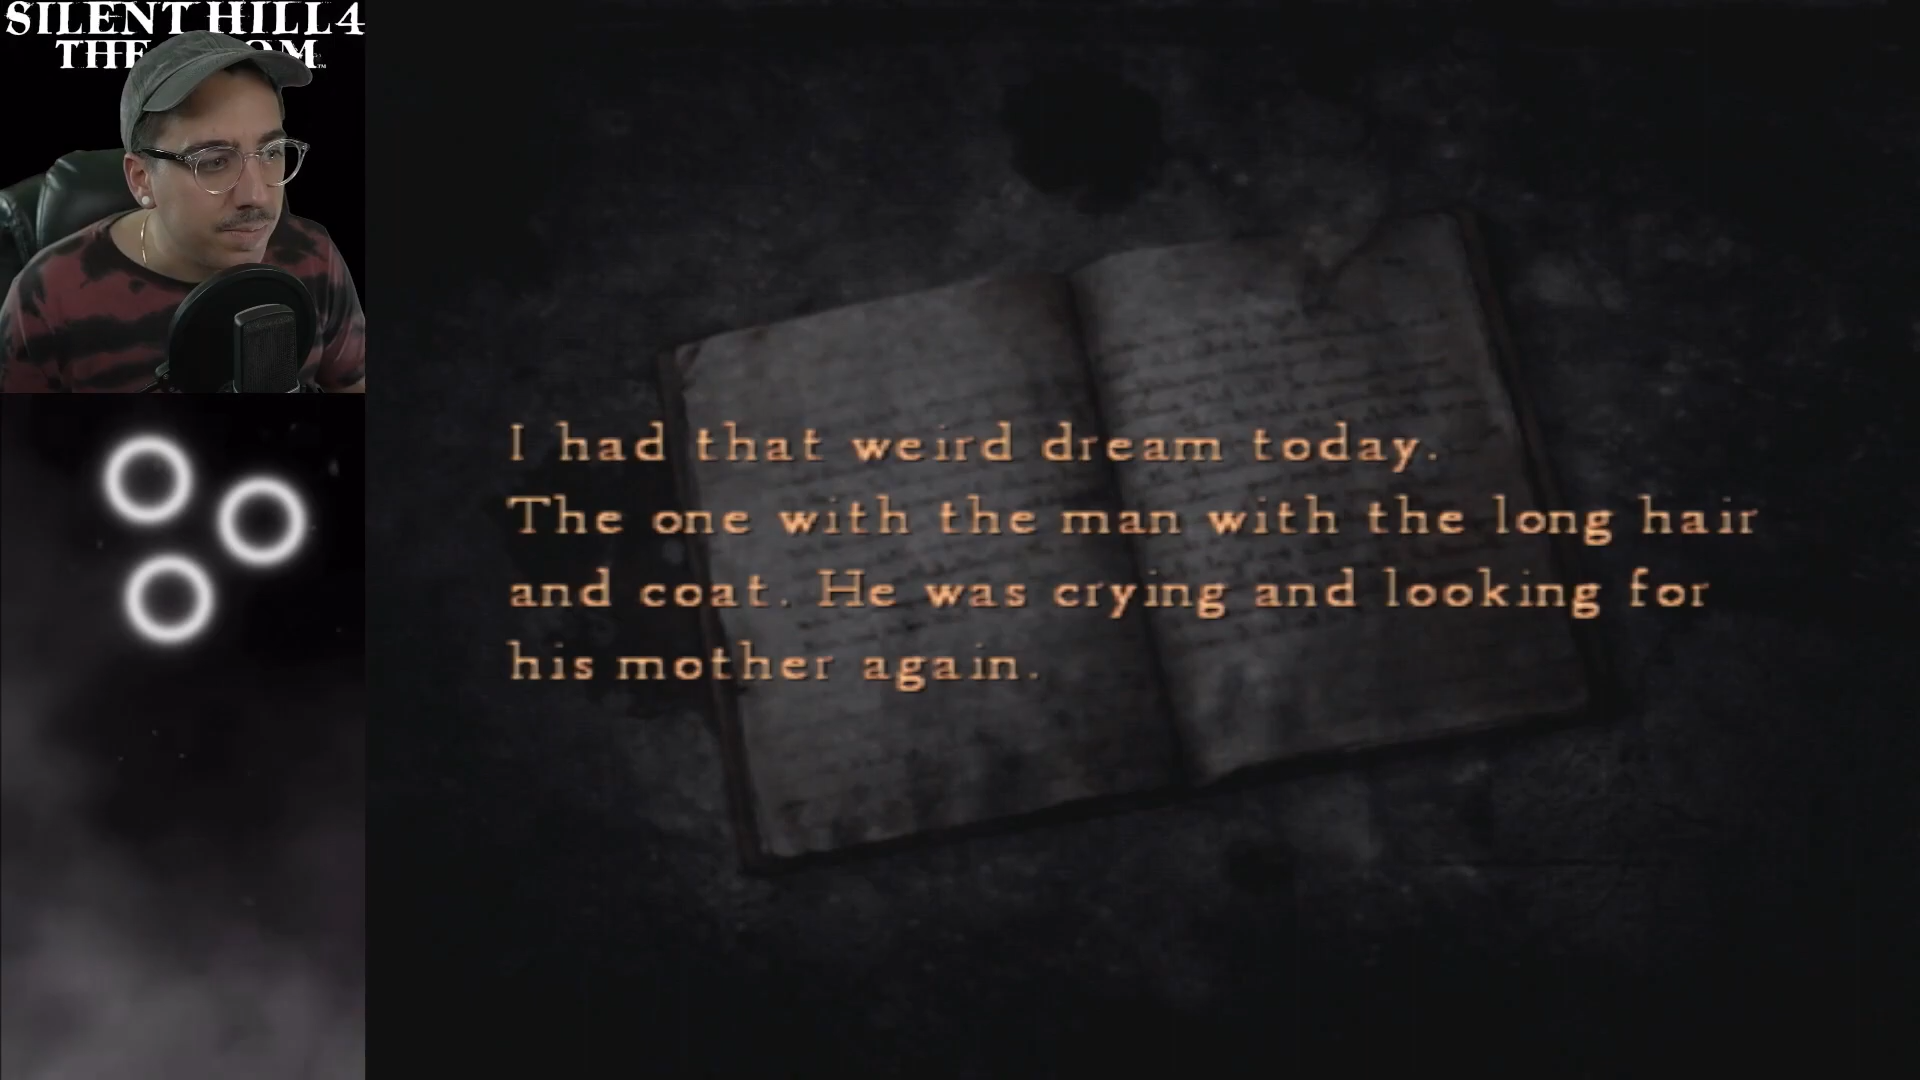 SILENT HILL 4
THE
I had that weird dream today.
The one with the man with the long hair
and coat. He was crying and looking for
his mother again.